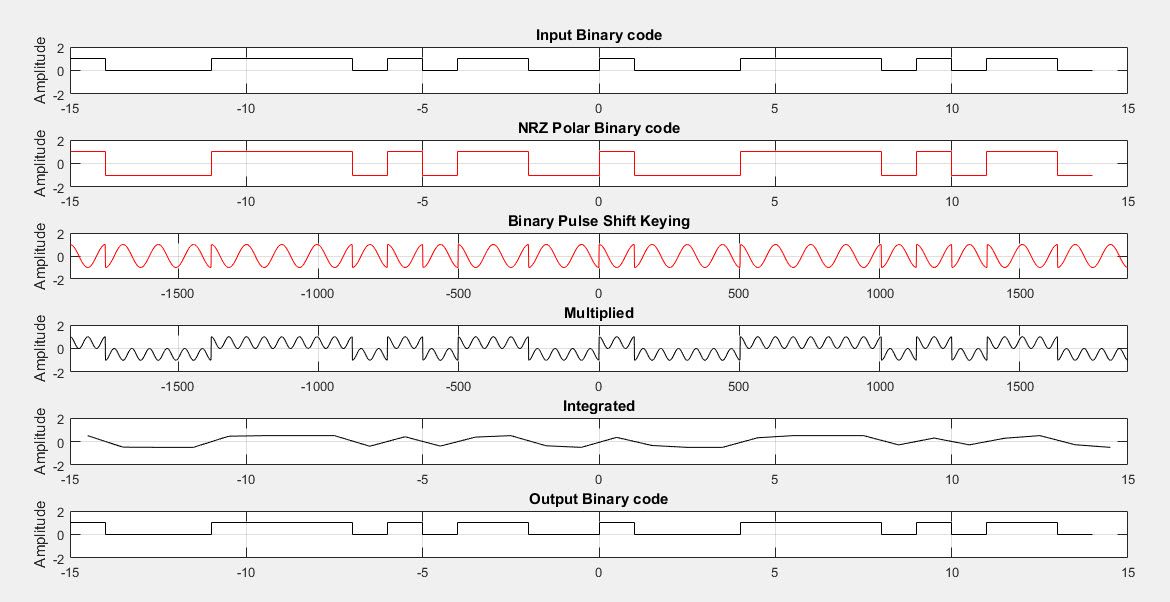 Input Binary code
Amplitude
2
0
-2
-15 -10 -5 0 5 10 15
NRZ Polar Binary code
Amplitude
2
0
-2
-15 -10 -5 0 5 10 15
Binary Pulse Shift Keying
Amplitude
2
0
-2
-1500 -1000 -500 0 500 1000 1500
Multiplied
Amplitude
2
0
-2
-1500 -1000 -500 0 500 1000 1500
Integrated
Amplitude
2
0
-2
-15 -10 -5 0 5 10 15
Output Binary code
Amplitude
2
0
-2
-15 -10 -5 0 5 10 15